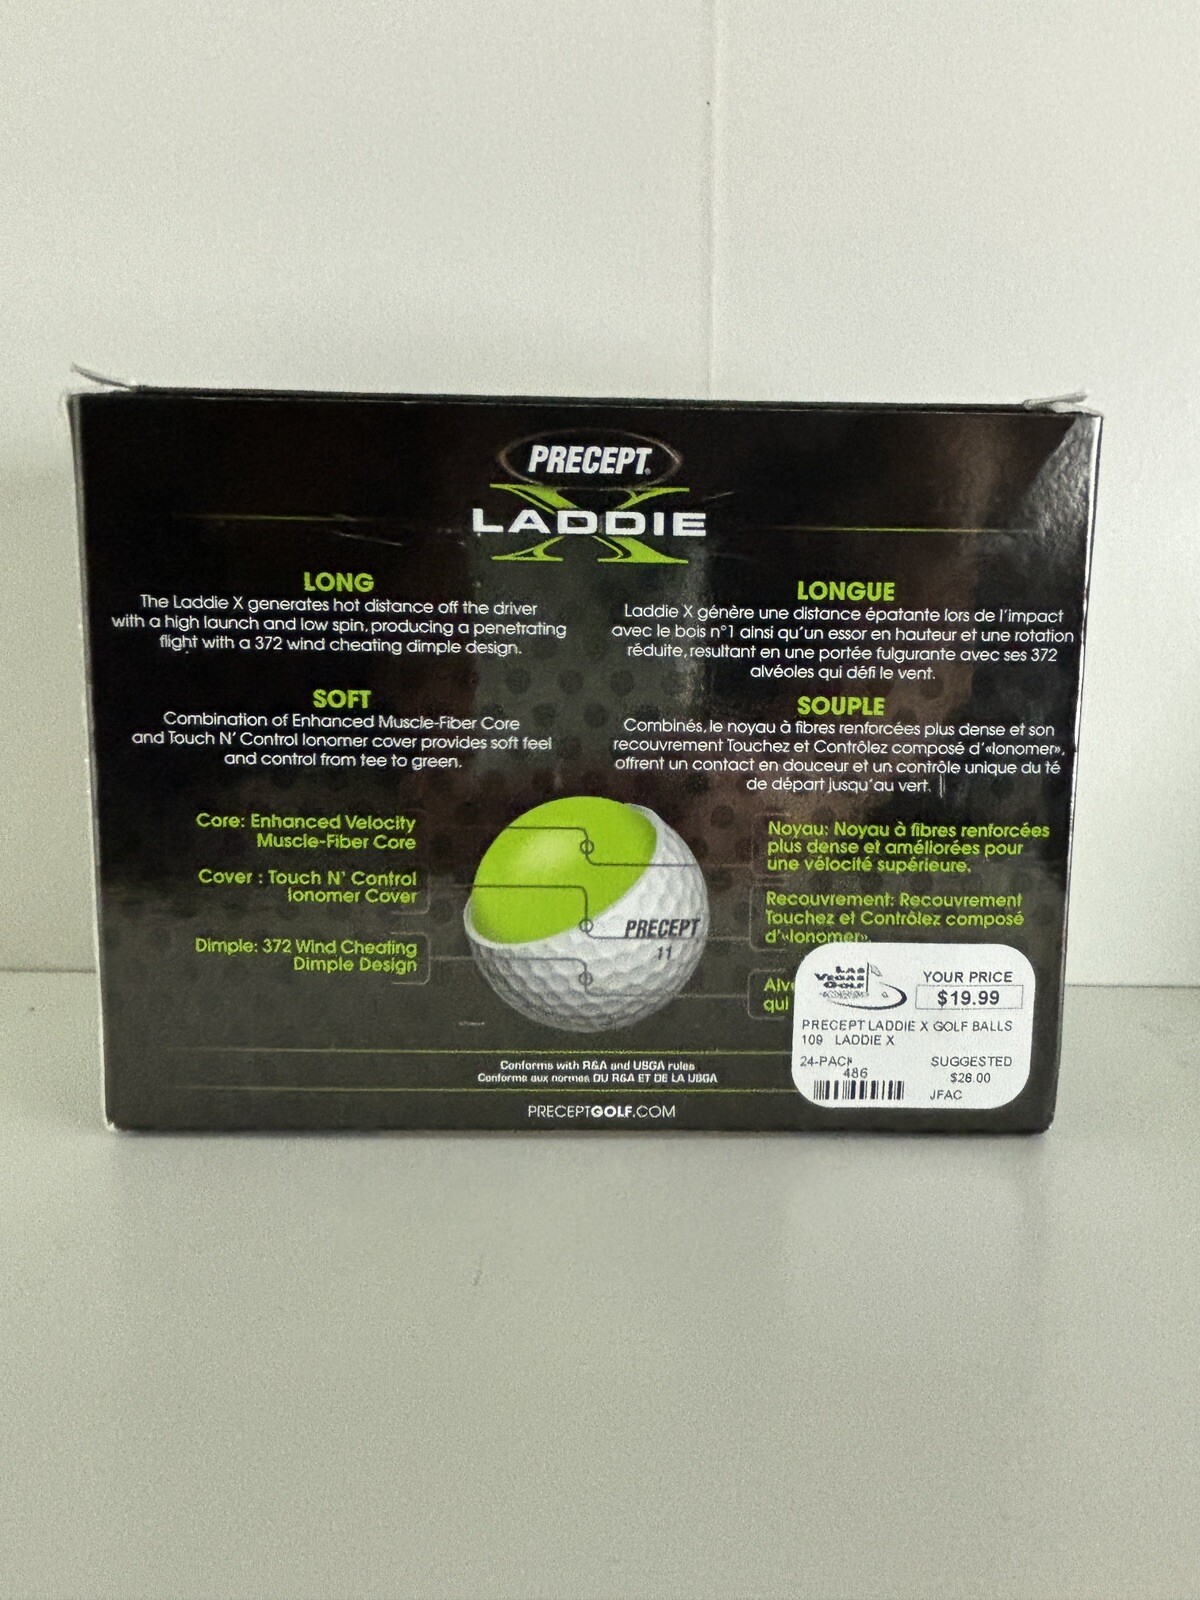 PRECEPT
LADDIE
X
LONG
The Laddie X generates hot distance off the driver
with a high launch and low spin, producing a penetrating
flight with a 372 wind cheating dimple design.
SOFT
Combination of Enhanced Muscle-Fiber Core
and Touch N' Control Ionomer cover provides soft feel
and control from tee to green.
LONGUE
Laddie X génère une distance épatante lors de l'impact
avec le bois n°1 ainsi qu'un essor en hauteur et une rotation
réduite, resultant en une portée fulgurante avec ses 372
alvéoles qui défi le vent.
SOUPLE
Combinés, le noyau à fibres renforcées plus dense et son
recouvrement Touchez et Contrôlez composé d'«Ionomer»,
offrent un contact en douceur et un contrôle unique du té
de départ jusqu'au vert.
Core: Enhanced Velocity
Muscle-Fiber Core
Cover : Touch N' Control
Ionomer Cover
Dimple: 372 Wind Cheating
Dimple Design
PRECEPT
11
Noyau: Noyau à fibres renforcées
plus dense et améliorées pour
une vélocité supérieure.
Recouvrement: Recouvrement
Touchez et Contrôlez composé
d'«Ionomer».
Alv
qui
Conforms with R&A and USGA rules
Conforme aux normes DU R&A ET DE LA USGA
PRECEPTGOLF.COM
LAS
VEGAS
GOLF
YOUR PRICE
$19.99
PRECEPT LADDIE X GOLF BALLS
109 LADDIE X
24-PACK
SUGGESTED
486
$28.00
JFAC